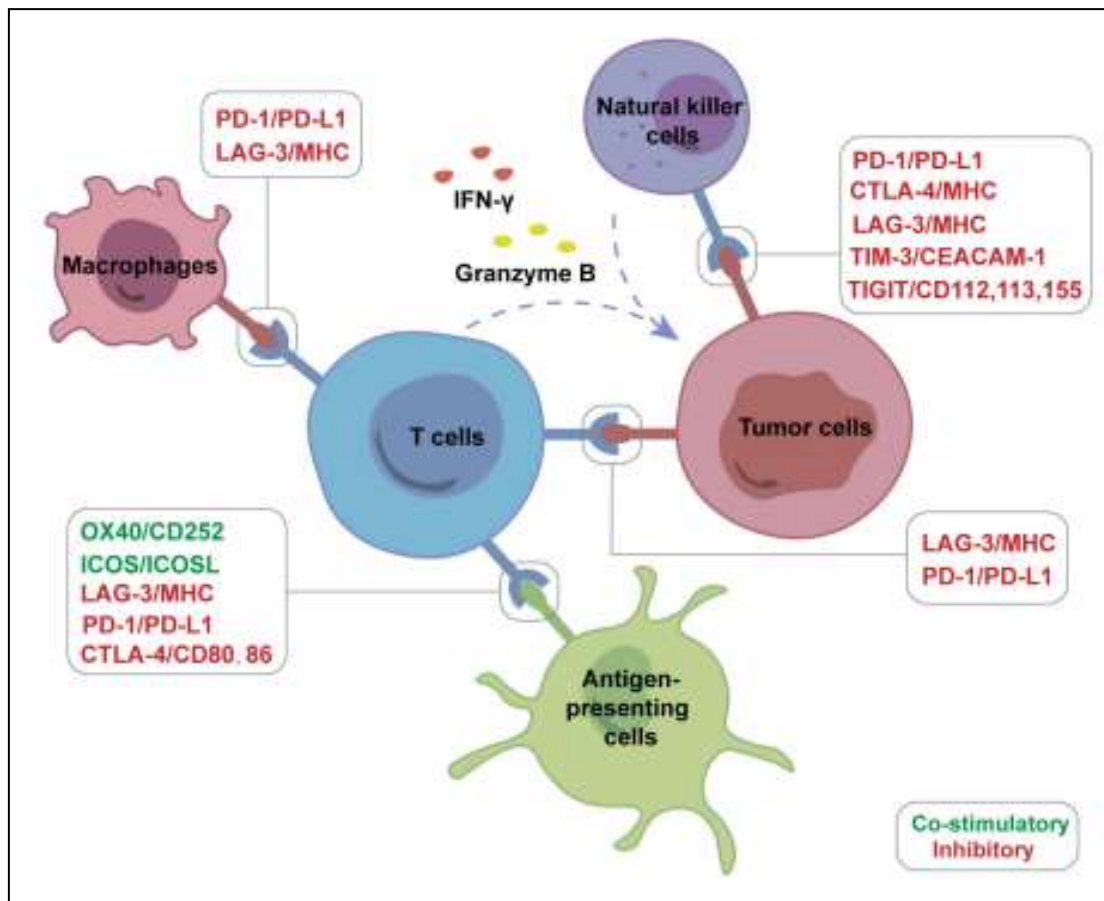 Natural killer
cells
PD-1/PD-L1
LAG-3/MHC
IFN-γ
Granzyme B
PD-1/PD-L1
CTLA-4/MHC
LAG-3/MHC
TIM-3/CEACAM-1
TIGIT/CD112,113,155
Macrophages
T cells
Tumor cells
OX40/CD252
ICOS/ICOSL
LAG-3/MHC
PD-1/PD-L1
CTLA-4/CD80, 86
LAG-3/MHC
PD-1/PD-L1
Antigen-
presenting
cells
Co-stimulatory
Inhibitory